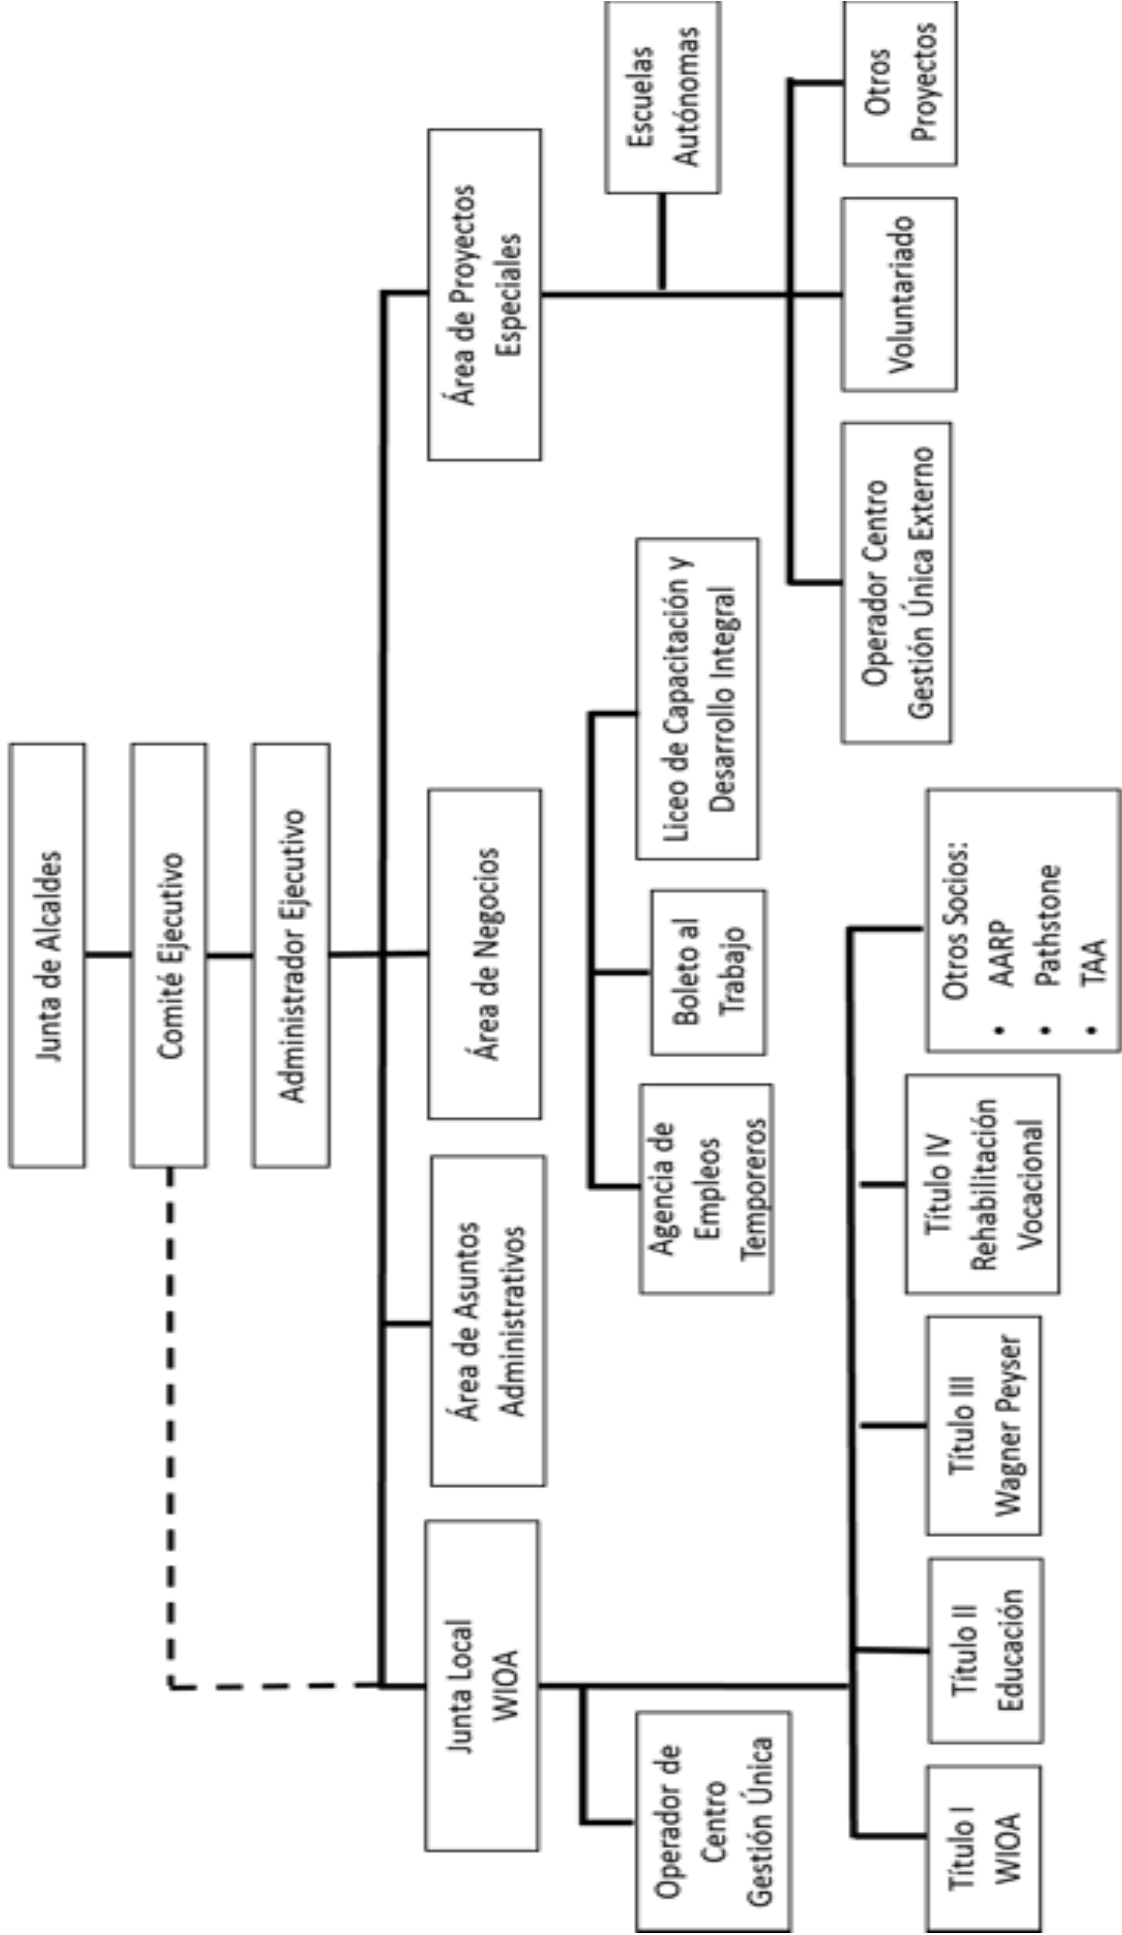 Junta de Alcaldes
Comité Ejecutivo
Administrador Ejecutivo
Junta Local
WIOA
Área de Asuntos
Administrativos
Área de Negocios
Área de Proyectos
Especiales
Operador de
Centro
Gestión Única
Agencia de
Empleos
Temporeros
Boleto al
Trabajo
Liceo de Capacitación y
Desarrollo Integral
Escuelas
Autónomas
Operador Centro
Gestión Única Externo
Voluntariado
Otros
Proyectos
Título I
WIOA
Título II
Educación
Título III
Wagner Peyser
Título IV
Rehabilitación
Vocacional
Otros Socios:
• AARP
• Pathstone
• TAA